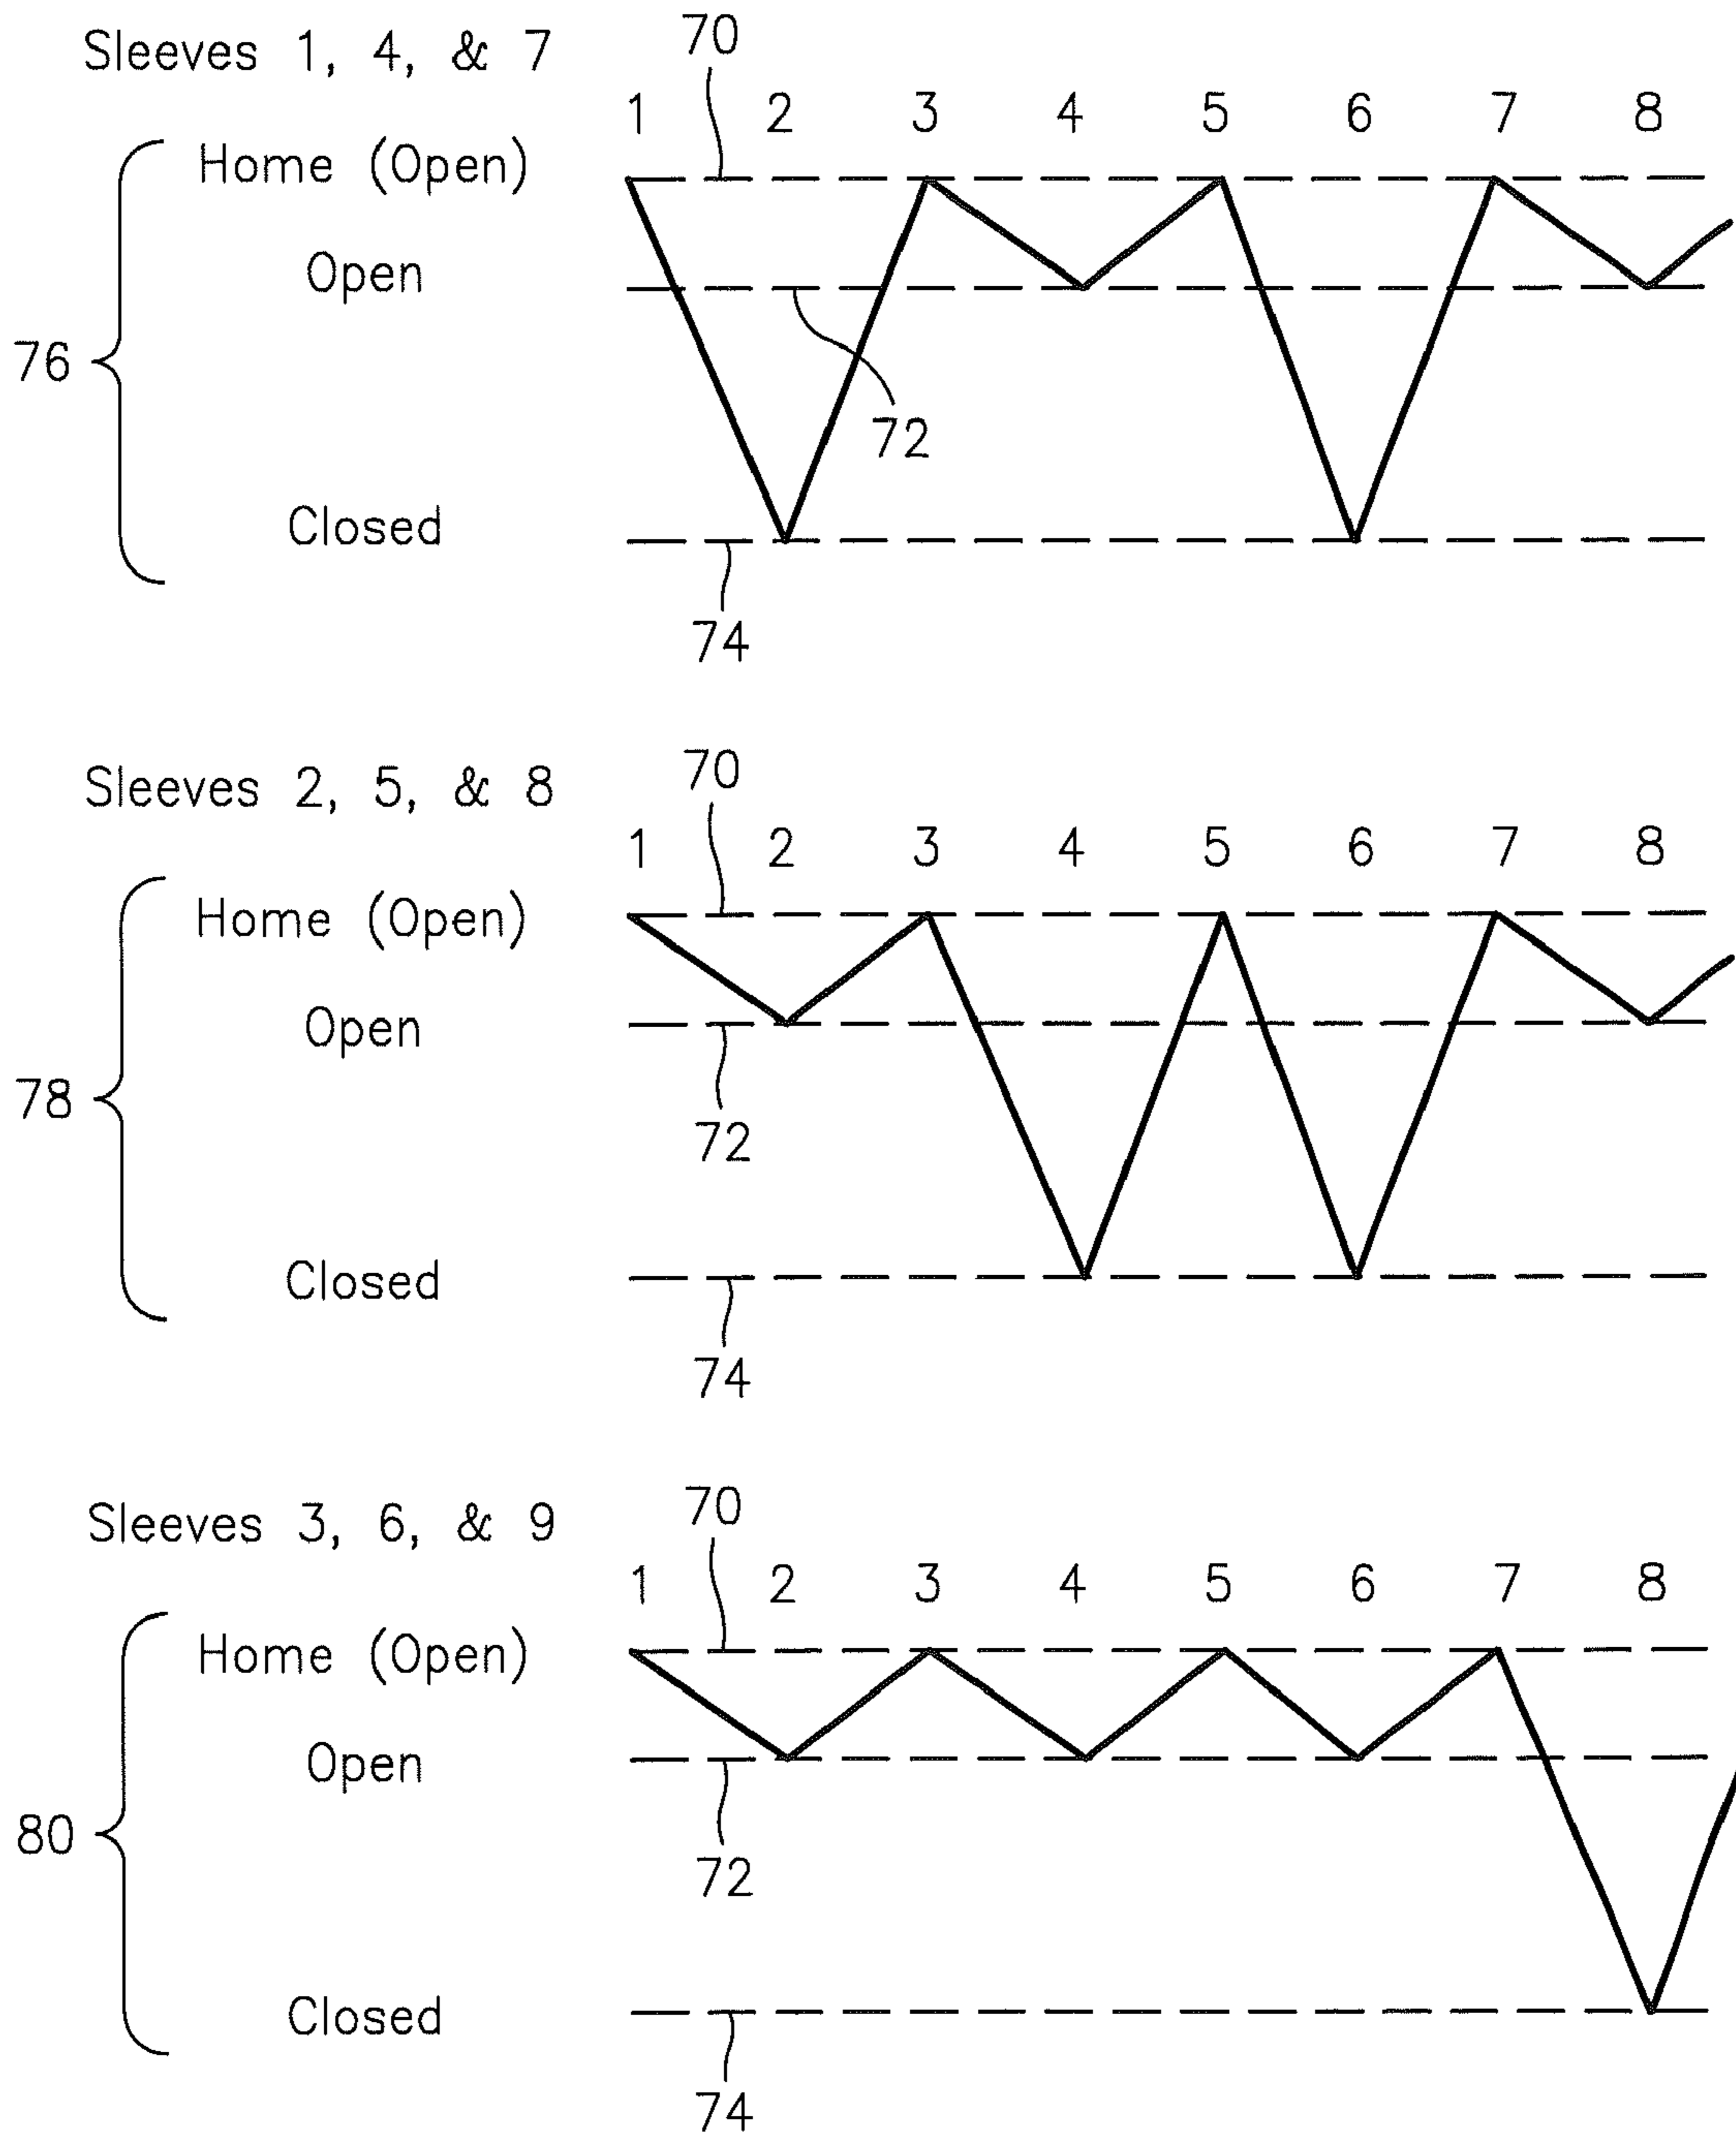 Sleeves 1, 4, & 7
70
1 2 3 4 5 6 7 8
Home (Open)
Open
76
72
Closed
74
Sleeves 2, 5, & 8
70
1 2 3 4 5 6 7 8
Home (Open)
Open
78
72
Closed
74
Sleeves 3, 6, & 9
70
1 2 3 4 5 6 7 8
Home (Open)
Open
80
72
Closed
74